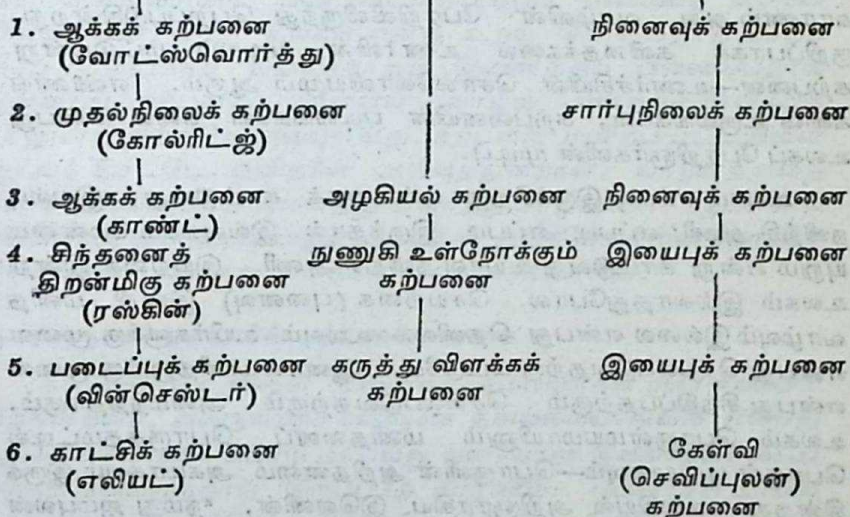 1. ஆக்கக் கற்பனை நினைவுக் கற்பனை
(வோட்ஸ்வொர்த்து)
2. முதல்நிலைக் கற்பனை சார்புநிலைக் கற்பனை
(கோல்ரிட்ஜ்)
3 ஆக்கக் கற்பனை அழகியல் கற்பனை நினைவுக் கற்பனை
(காண்ட்)
4. சிந்தனைத் நுணுகி உள்நோக்கும் இயைபுக் கற்பனை
திறன்மிகு கற்பனை கற்பனை
(ரஸ்கின்)
5. படைப்புக் கற்பனை கருத்து விளக்கக் இயைபுக் கற்பனை
(வின்செஸ்டர்) கற்பனை
6. காட்சிக் கற்பனை கேள்வி
(எலியட்) (செவிப்புலன்)
கற்பனை